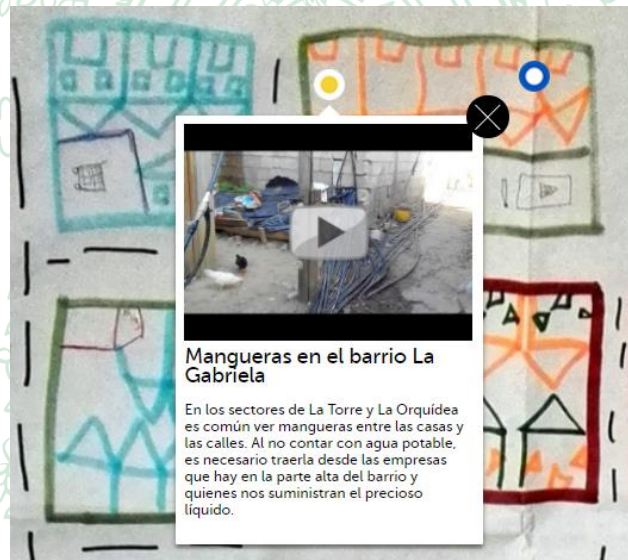 Mangueras en el barrio La
Gabriela
En los sectores de La Torre y La Orquídea
es común ver mangueras entre las casas y
las calles. Al no contar con agua potable,
es necesario traerla desde las empresas
que hay en la parte alta del barrio y
quienes nos suministran el precioso
líquido.